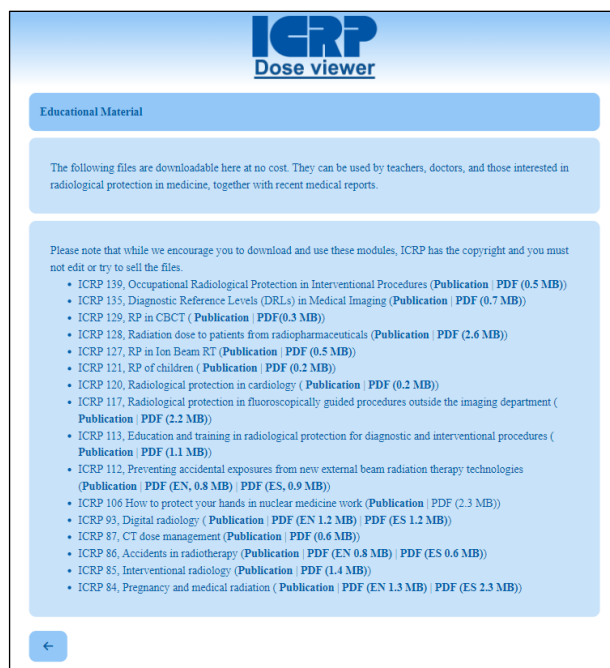 ICRP
Dose viewer
Educational Material
The following files are downloadable here at no cost. They can be used by teachers, doctors, and those interested in
radiological protection in medicine, together with recent medical reports.
Please note that while we encourage you to download and use these modules, ICRP has the copyright and you must
not edit or try to sell the files.
• ICRP 139, Occupational Radiological Protection in Interventional Procedures (Publication | PDF (0.5 MB))
• ICRP 135, Diagnostic Reference Levels (DRLs) in Medical Imaging (Publication | PDF (0.7 MB))
• ICRP 129, RP in CBCT ( Publication | PDF(0.3 MB))
• ICRP 128, Radiation dose to patients from radiopharmaceuticals (Publication | PDF (2.6 MB))
• ICRP 127, RP in Ion Beam RT (Publication | PDF (0.5 MB))
• ICRP 121, RP of children ( Publication | PDF (0.2 MB))
• ICRP 120, Radiological protection in cardiology ( Publication | PDF (0.2 MB))
• ICRP 117, Radiological protection in fluoroscopically guided procedures outside the imaging department (
Publication | PDF (2.2 MB))
• ICRP 113, Education and training in radiological protection for diagnostic and interventional procedures (
Publication | PDF (1.1 MB))
• ICRP 112, Preventing accidental exposures from new external beam radiation therapy technologies
(Publication | PDF (EN, 0.8 MB) | PDF (ES, 0.9 MB))
• ICRP 106 How to protect your hands in nuclear medicine work (Publication | PDF (2.3 MB))
• ICRP 93, Digital radiology ( Publication | PDF (EN 1.2 MB) | PDF (ES 1.2 MB))
• ICRP 87, CT dose management (Publication | PDF (0.6 MB))
• ICRP 86, Accidents in radiotherapy (Publication | PDF (EN 0.8 MB) | PDF (ES 0.6 MB))
• ICRP 85, Interventional radiology (Publication | PDF (1.4 MB))
• ICRP 84, Pregnancy and medical radiation ( Publication | PDF (EN 1.3 MB) | PDF (ES 2.3 MB))